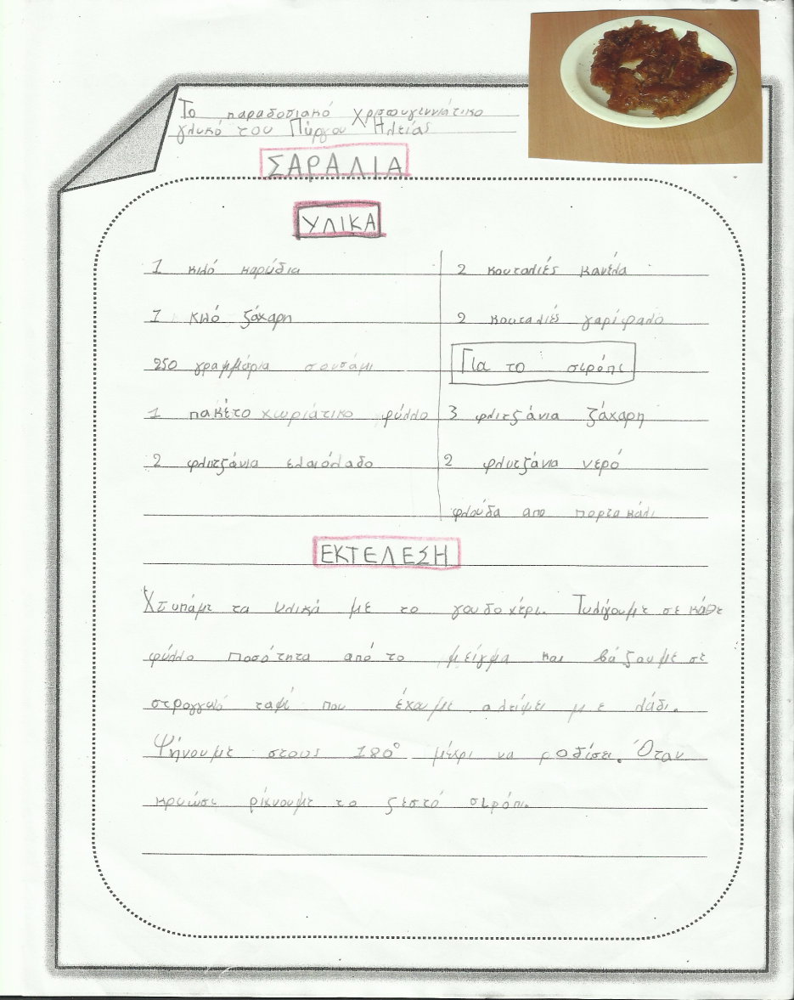 Το παραδοσιακό Χριστουγεννιάτικο
γλυκό του Πύργου Ηλείας
ΣΑΡΑΛΙΑ
ΥΛΙΚΑ
1 κιλό καρύδια
1 κιλό ζάχαρη
250 γραμμάρια σουσάμι
1 πακέτο χωριάτικο φύλλο
2 φλυτζάνια ελαιόλαδο
2 κουταλιές κανέλα
2 κουταλιές γαρίφαλο
Για το σιρόπι
3 φλιτζάνια ζάχαρη
2 φλυτζάνια νερό
φλούδα απο πορτοκάλι
ΕΚΤΕΛΕΣΗ
Χτυπάμε τα υλικά με το γουδοχέρι. Τυλίγουμε σε κάθε
φύλλο ποσότητα από το μείγμα και βάζουμε σε
στρογγυλό ταψί που έχουμε αλείψει με λάδι.
Ψήνουμε στους 180° μέχρι να ροδίσει. Όταν
κρυώσει ρίχνουμε το ζεστό σιρόπι.